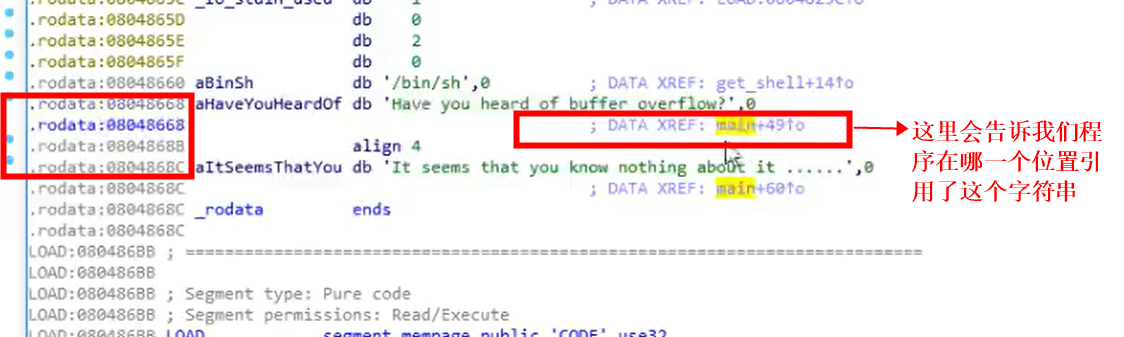 .rodata:0804865C _IO_stdin_used db 1 ; DATA XREF: LOAD:0804825C↑o
.rodata:0804865D db 0
.rodata:0804865E db 2
.rodata:0804865F db 0
.rodata:08048660 aBinSh db '/bin/sh',0 ; DATA XREF: get_shell+14↑o
.rodata:08048668 aHaveYouHeardOf db 'Have you heard of buffer overflow?',0
.rodata:08048668 ; DATA XREF: main+49↑o
.rodata:0804868B align 4
.rodata:0804868C aItSeemsThatYou db 'It seems that you know nothing about it ......',0
.rodata:0804868C ; DATA XREF: main+60↑o
.rodata:0804868C _rodata ends
.rodata:0804868C
这里会告诉我们程
序在哪一个位置引
用了这个字符串
LOAD:080486BB ; ===========================================================================
LOAD:080486BB
LOAD:080486BB ; Segment type: Pure code
LOAD:080486BB ; Segment permissions: Read/Execute
LOAD:080486BB LOAD segment mempage public 'CODE' use32